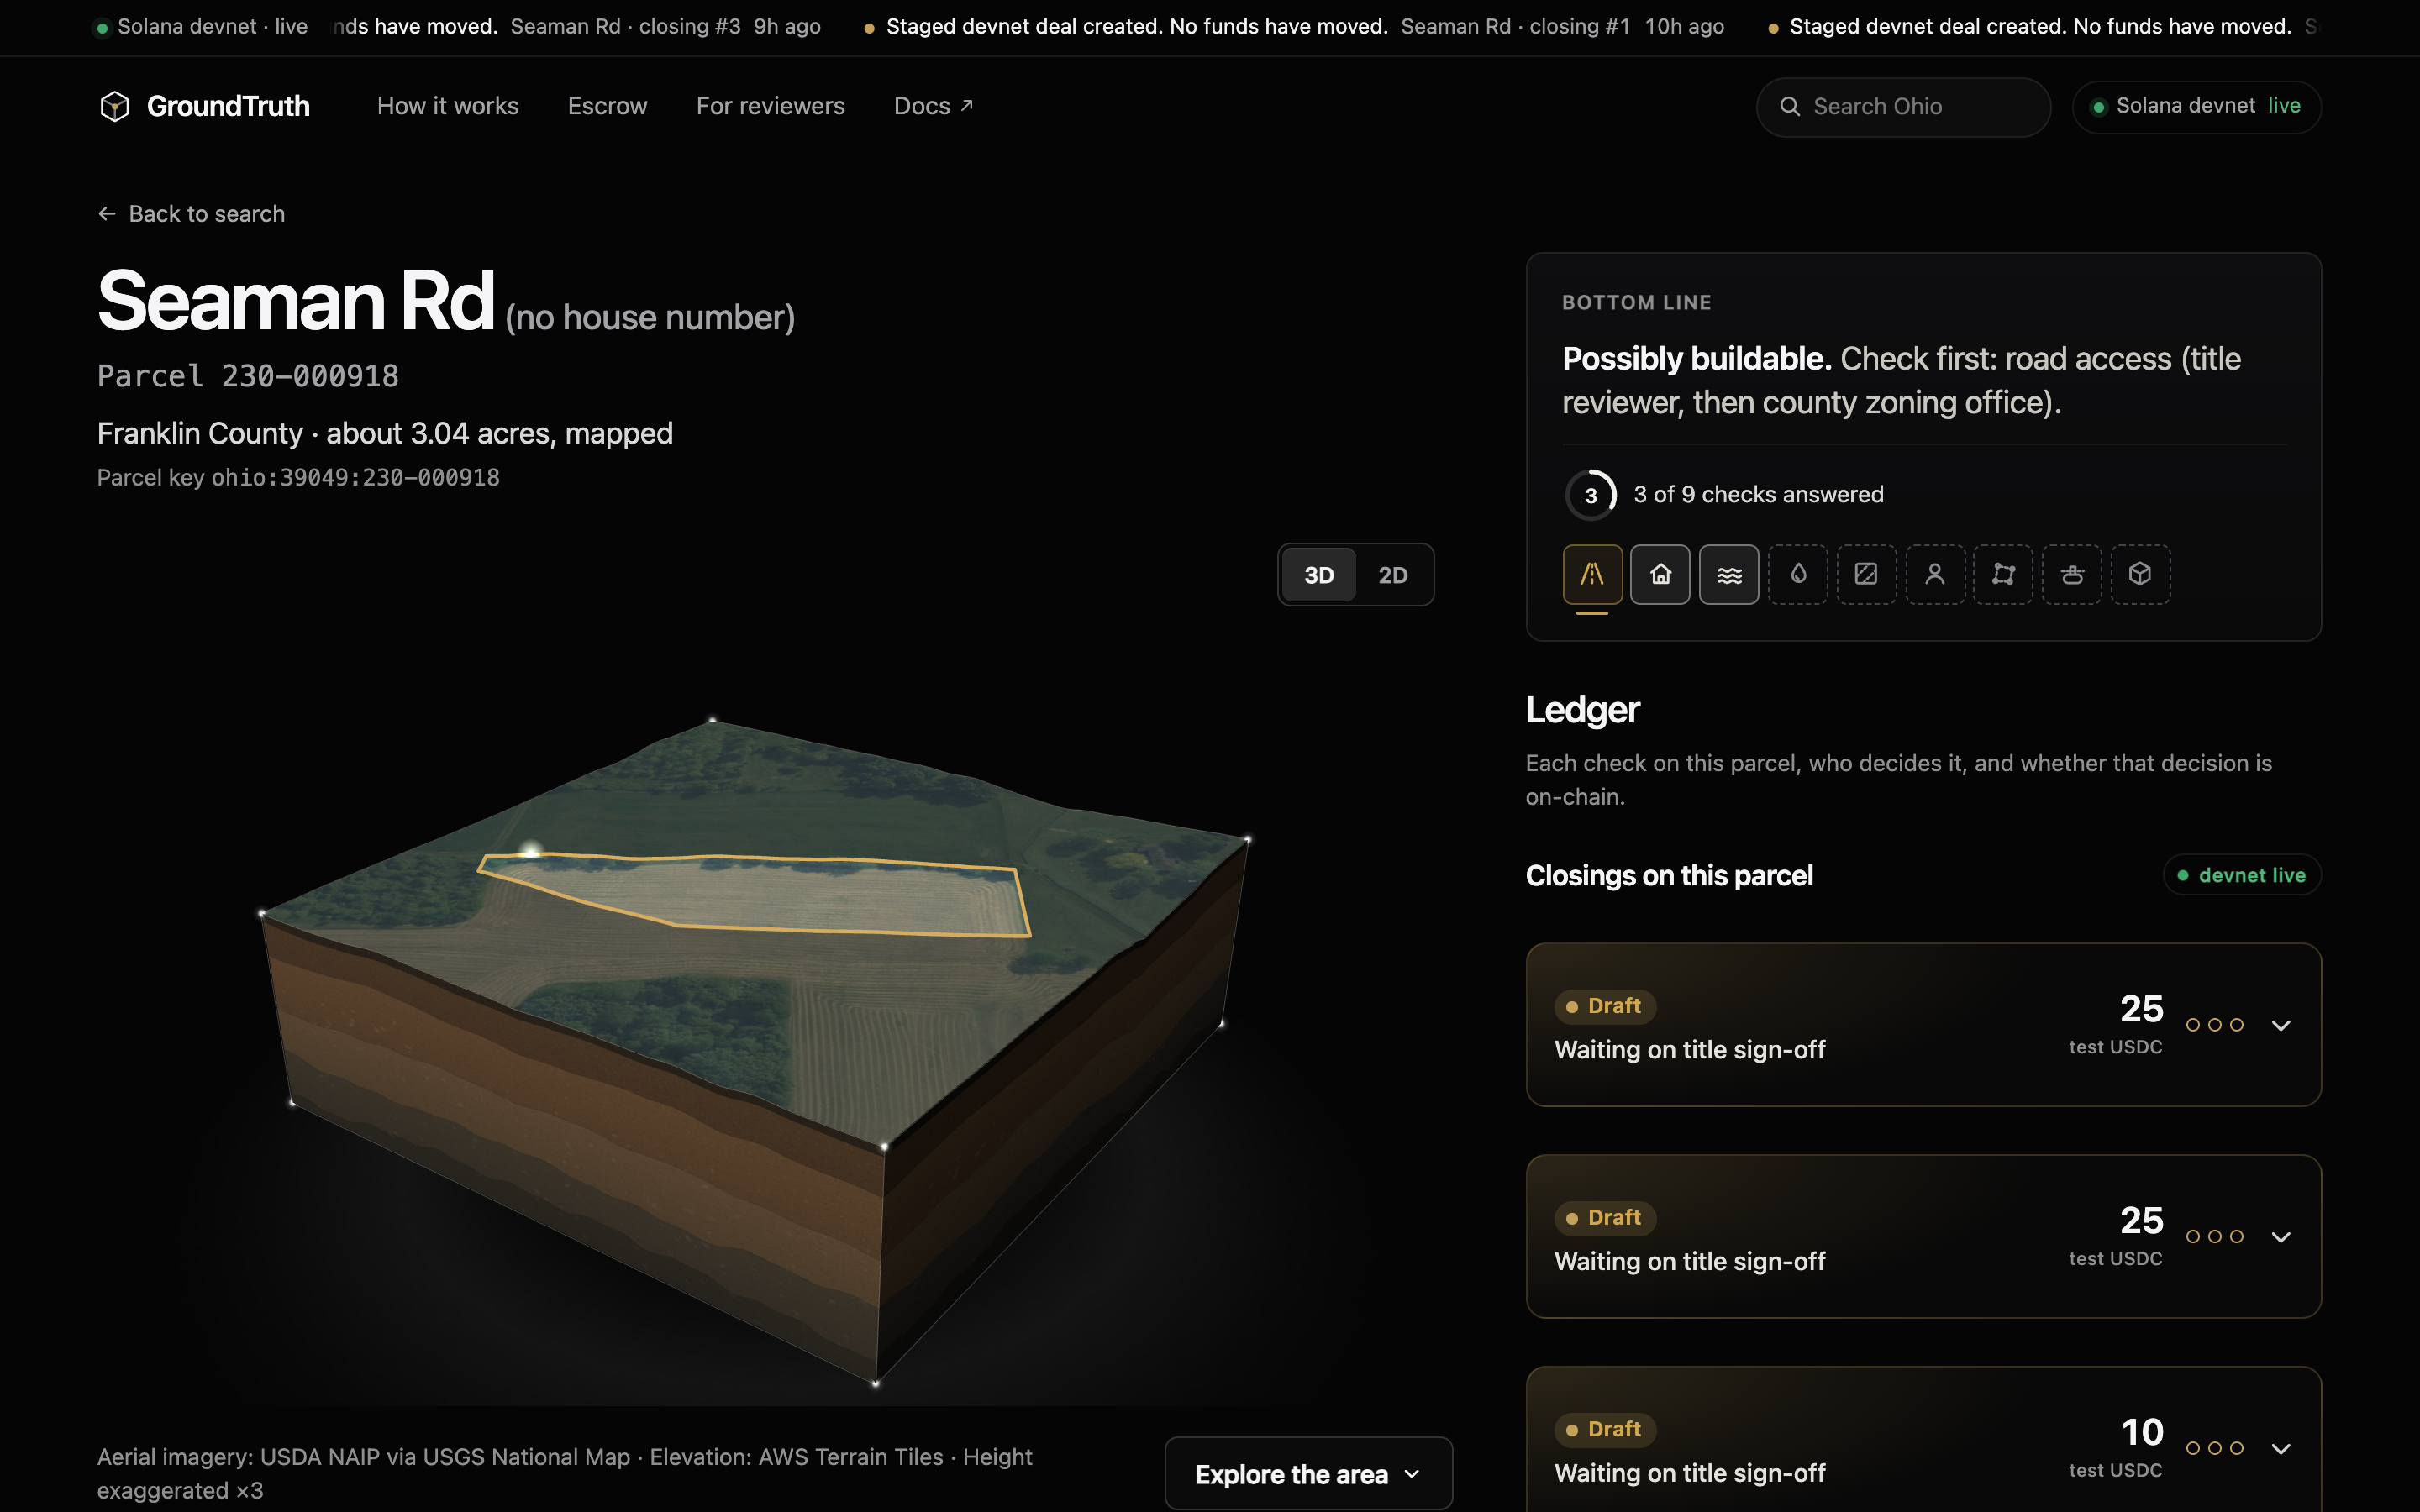 Solana devnet · live
nds have moved. Seaman Rd · closing #3 9h ago
Staged devnet deal created. No funds have moved. Seaman Rd · closing #1 10h ago
Staged devnet deal created. No funds have moved.
GroundTruth
How it works
Escrow
For reviewers
Docs ↗
Search Ohio
Solana devnet live
← Back to search
Seaman Rd (no house number)
Parcel 230-000918
Franklin County · about 3.04 acres, mapped
Parcel key ohio:39049:230-000918
3D
2D
Aerial imagery: USDA NAIP via USGS National Map · Elevation: AWS Terrain Tiles · Height
exaggerated ×3
Explore the area
BOTTOM LINE
Possibly buildable. Check first: road access (title
reviewer, then county zoning office).
3
3 of 9 checks answered
Ledger
Each check on this parcel, who decides it, and whether that decision is
on-chain.
Closings on this parcel
devnet live
Draft
Waiting on title sign-off
25
test USDC
Draft
Waiting on title sign-off
25
test USDC
Draft
Waiting on title sign-off
10
test USDC